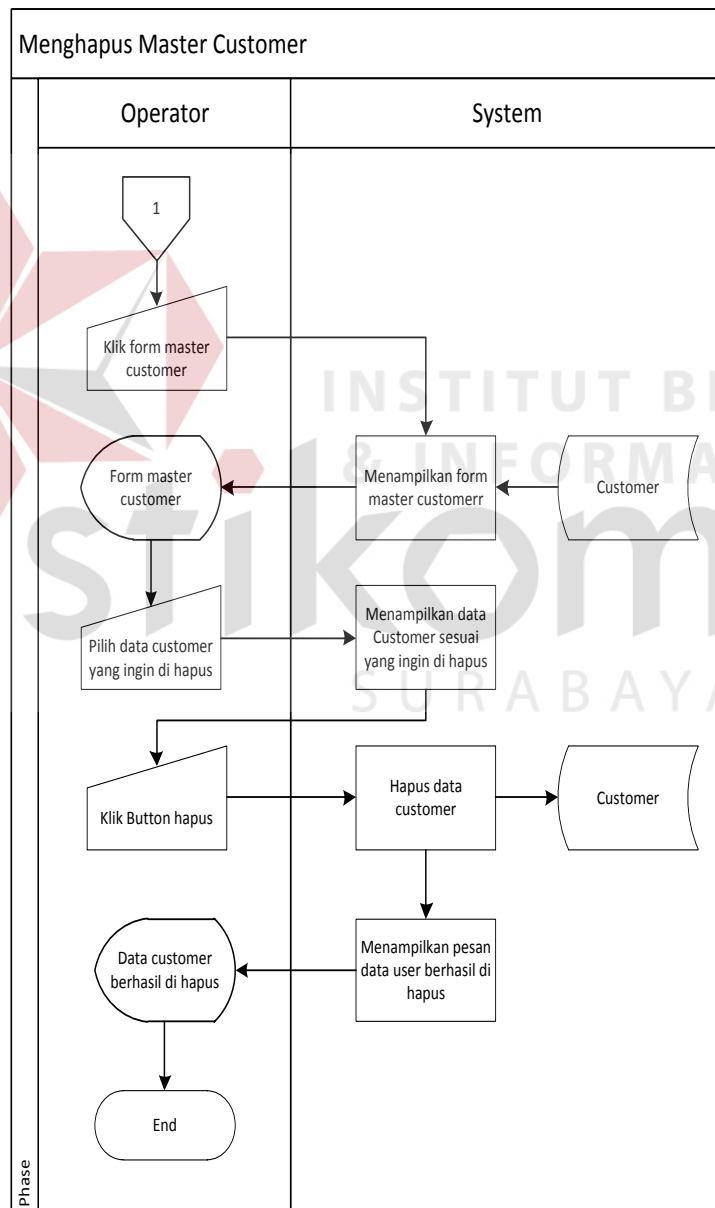 Menghapus Master Customer
Operator
System
1
Klik form master
customer
INSTITUT BI
& INFORMA
Form master
customer
Menampilkan form
master customerr
Customer
stikom
Pilih data customer
yang ingin di hapus
Menampilkan data
Customer sesuai
yang ingin di hapus
SURABAYA
Klik Button hapus
Hapus data
customer
Customer
Data customer
berhasil di hapus
Menampilkan pesan
data user berhasil di
hapus
End
Phase